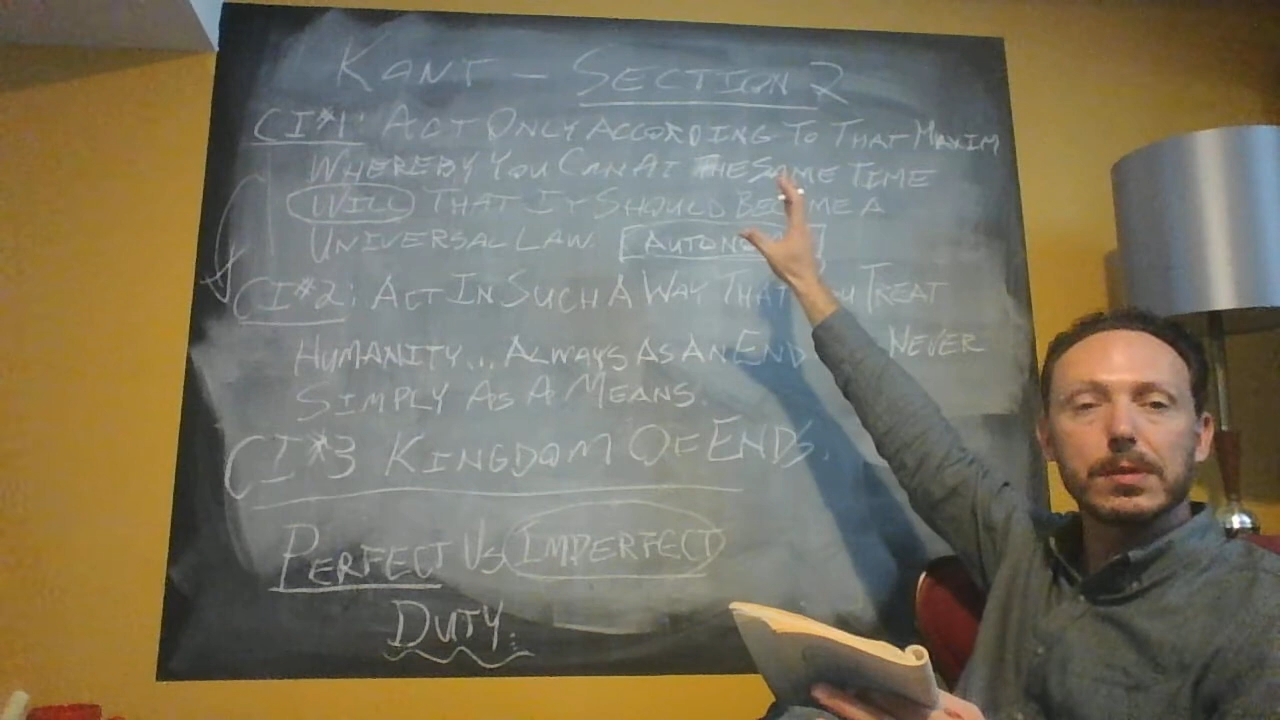 KANT - SECTION 2
CI#1: ACT ONLY ACCORDING TO THAT MAXIM
WHEREBY YOU CAN AT THE SAME TIME
WILL THAT IT SHOULD BECOME A
UNIVERSAL LAW. AUTONO
CI#2: ACT IN SUCH A WAY THAT TREAT
HUMANITY... ALWAYS AS AN END NEVER
SIMPLY AS A MEANS.
CI#3 KINGDOM OF ENDS.
PERFECT VS IMPERFECT
DUTY.